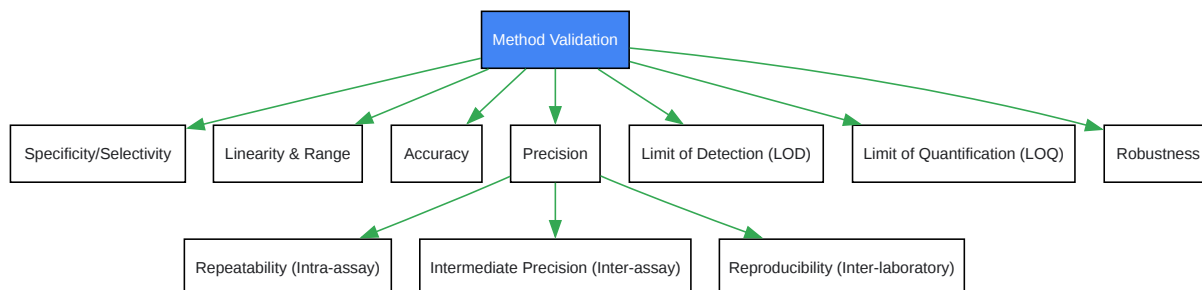 Method Validation
Specificity/Selectivity
Linearity & Range
Accuracy
Precision
Limit of Detection (LOD)
Limit of Quantification (LOQ)
Robustness
Repeatability (Intra-assay)
Intermediate Precision (Inter-assay)
Reproducibility (Inter-laboratory)